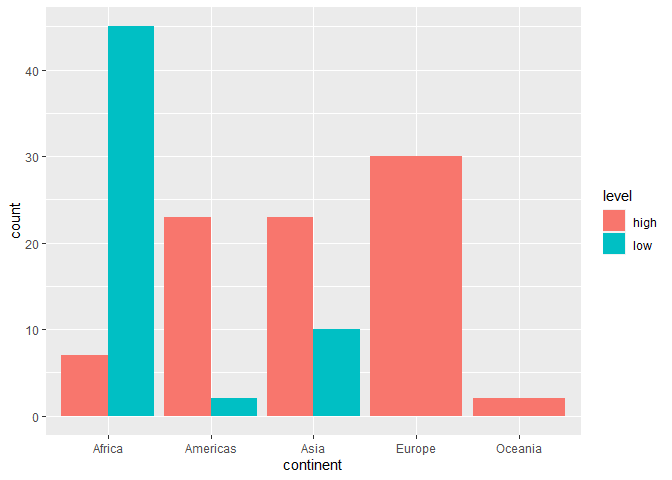 40
30
20
10
0
count
Africa
Americas
Asia
Europe
Oceania
continent
level
high
low